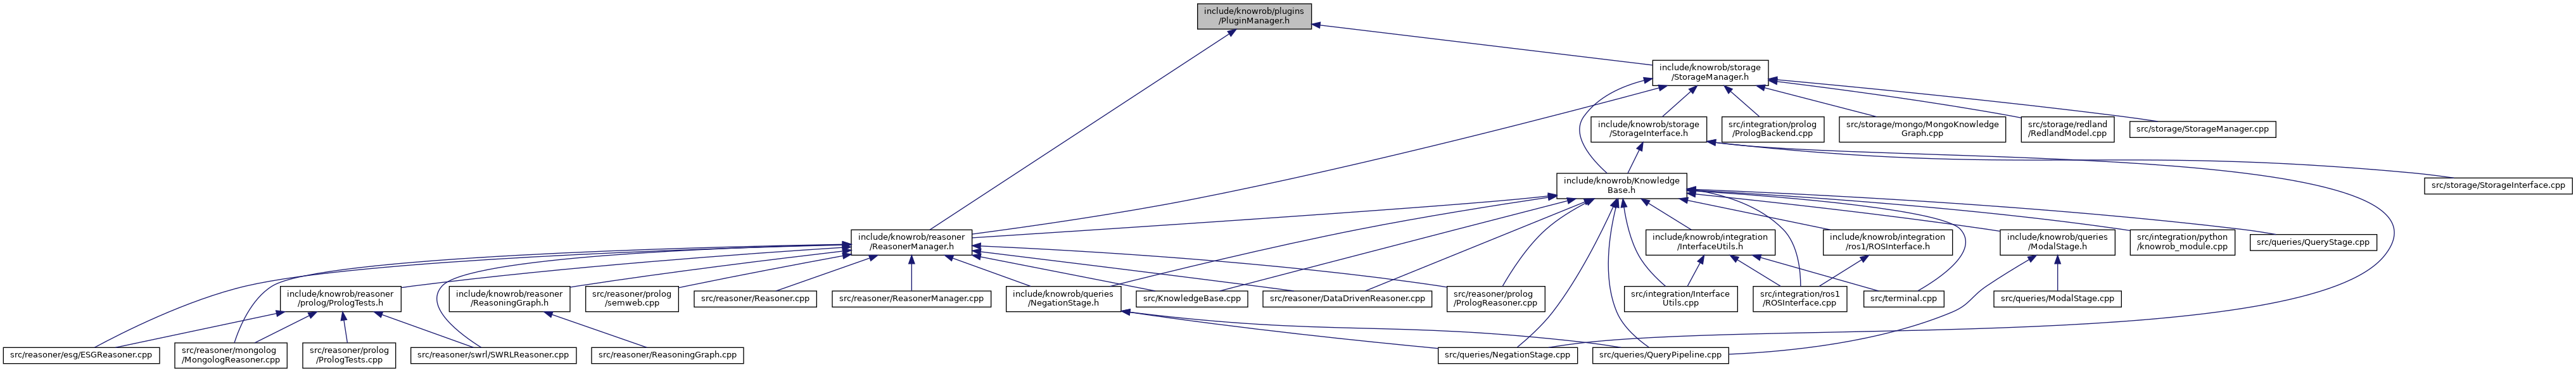 include/knowrob/plugins
/PluginManager.h
include/knowrob/storage
/StorageManager.h
include/knowrob/storage
/StorageInterface.h
src/integration/prolog
/PrologBackend.cpp
src/storage/mongo/MongoKnowledge
Graph.cpp
src/storage/redland
/RedlandModel.cpp
src/storage/StorageManager.cpp
include/knowrob/Knowledge
Base.h
src/storage/StorageInterface.cpp
include/knowrob/reasoner
/ReasonerManager.h
include/knowrob/integration
/InterfaceUtils.h
include/knowrob/integration
/ros1/ROSInterface.h
include/knowrob/queries
/ModalStage.h
src/integration/python
/knowrob_module.cpp
src/queries/QueryStage.cpp
include/knowrob/reasoner
/prolog/PrologTests.h
include/knowrob/reasoner
/ReasoningGraph.h
src/reasoner/prolog
/semweb.cpp
src/reasoner/Reasoner.cpp
src/reasoner/ReasonerManager.cpp
include/knowrob/queries
/NegationStage.h
src/KnowledgeBase.cpp
src/reasoner/DataDrivenReasoner.cpp
src/reasoner/prolog
/PrologReasoner.cpp
src/integration/Interface
Utils.cpp
src/integration/ros1
/ROSInterface.cpp
src/terminal.cpp
src/queries/ModalStage.cpp
src/reasoner/esg/ESGReasoner.cpp
src/reasoner/mongolog
/MongologReasoner.cpp
src/reasoner/prolog
/PrologTests.cpp
src/reasoner/swrl/SWRLReasoner.cpp
src/reasoner/ReasoningGraph.cpp
src/queries/NegationStage.cpp
src/queries/QueryPipeline.cpp